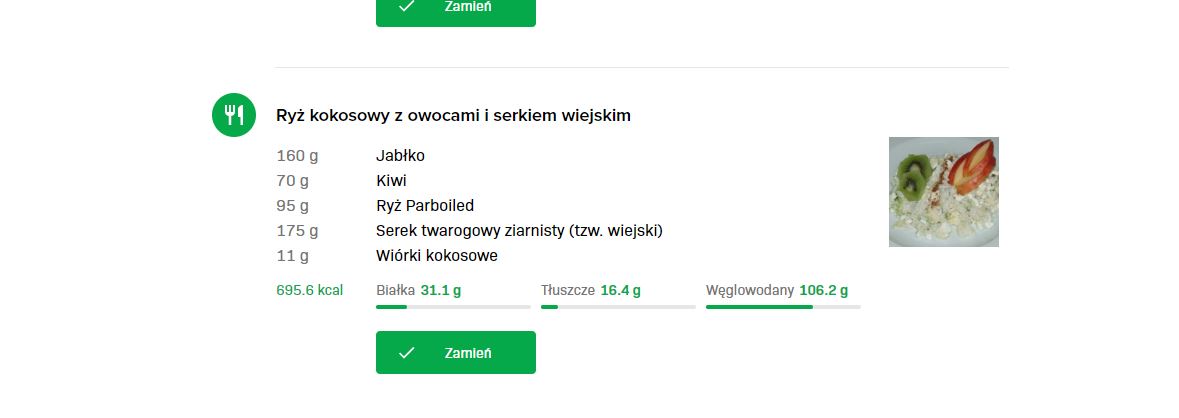 Zamień
Ryż kokosowy z owocami i serkiem wiejskim
160 g Jabłko
70 g Kiwi
95 g Ryż Parboiled
175 g Serek twarogowy ziarnisty (tzw. wiejski)
11 g Wiórki kokosowe
695.6 kcal Białka 31.1 g Tłuszcze 16.4 g Węglowodany 106.2 g
Zamień